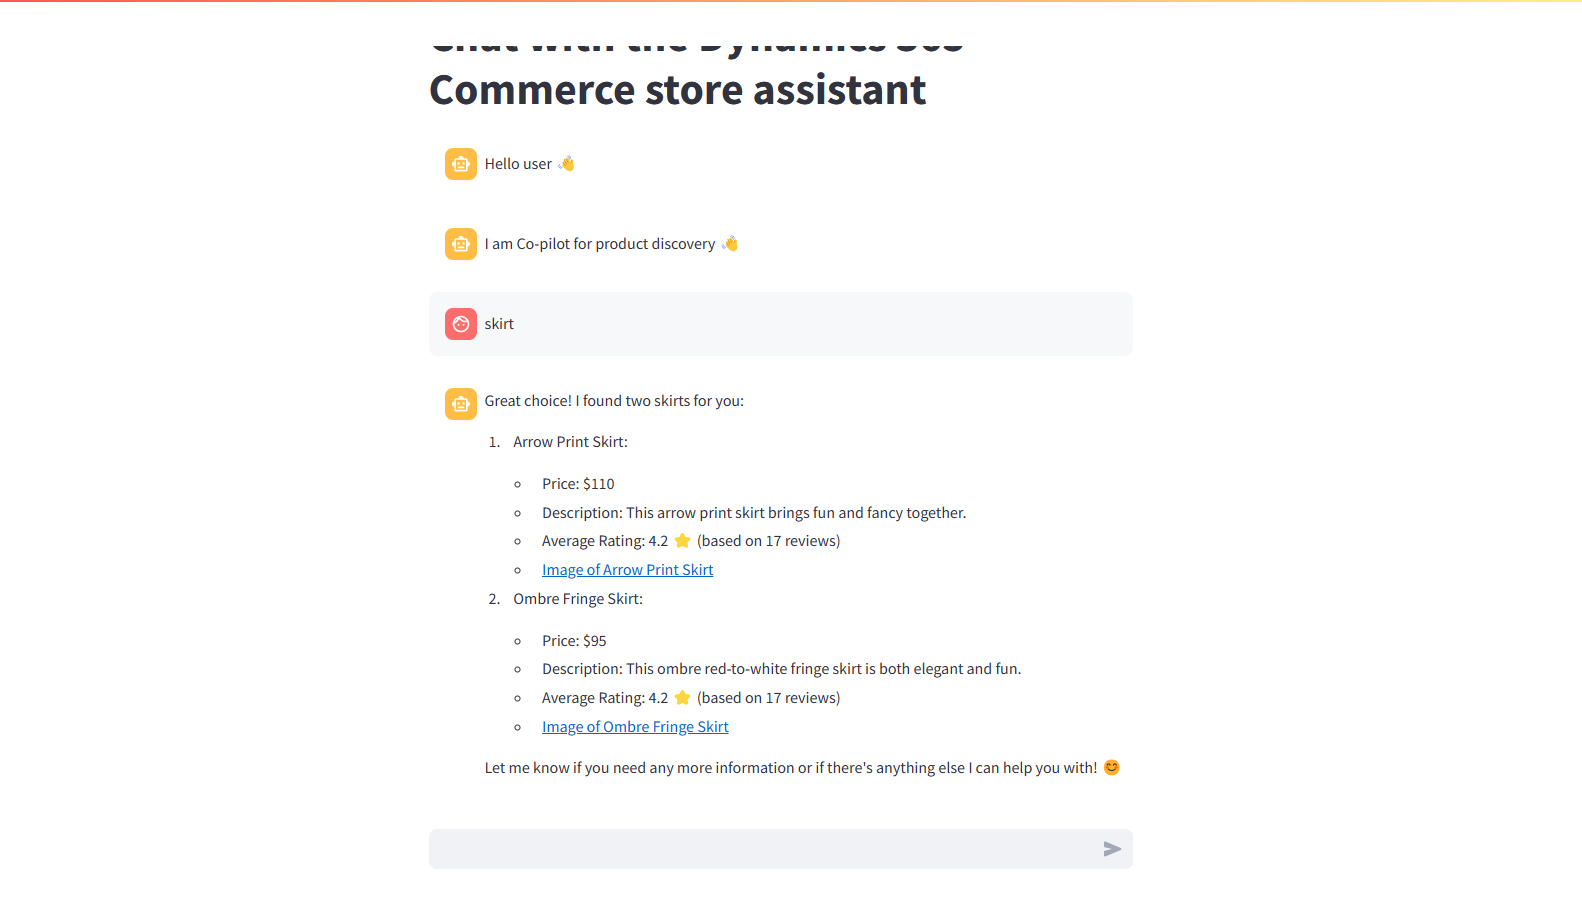 Chat with the Dynamics 365
Commerce store assistant
Hello user 👋
I am Co-pilot for product discovery 👋
skirt
Great choice! I found two skirts for you:
1. Arrow Print Skirt:
Price: $110
Description: This arrow print skirt brings fun and fancy together.
Average Rating: 4.2 ⭐ (based on 17 reviews)
Image of Arrow Print Skirt
2. Ombre Fringe Skirt:
Price: $95
Description: This ombre red-to-white fringe skirt is both elegant and fun.
Average Rating: 4.2 ⭐ (based on 17 reviews)
Image of Ombre Fringe Skirt
Let me know if you need any more information or if there's anything else I can help you with! 😊